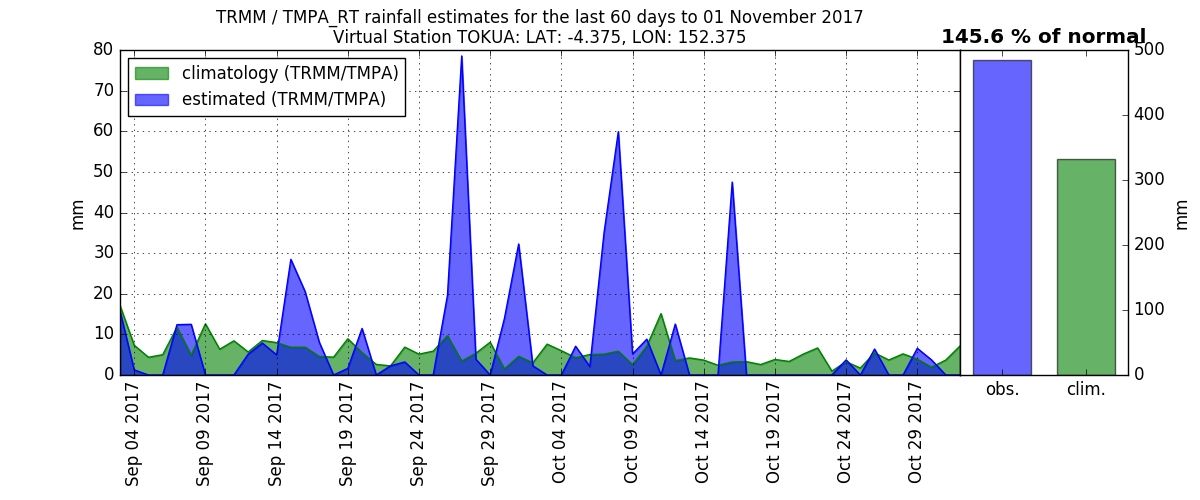 TRMM / TMPA_RT rainfall estimates for the last 60 days to 01 November 2017
Virtual Station TOKUA: LAT: -4.375, LON: 152.375
145.6 % of normal
climatology (TRMM/TMPA)
estimated (TRMM/TMPA)
mm
80
70
60
50
40
30
20
10
0
Sep 04 2017
Sep 09 2017
Sep 14 2017
Sep 19 2017
Sep 24 2017
Sep 29 2017
Oct 04 2017
Oct 09 2017
Oct 14 2017
Oct 19 2017
Oct 24 2017
Oct 29 2017
obs.
clim.
500
400
300
200
100
0
mm